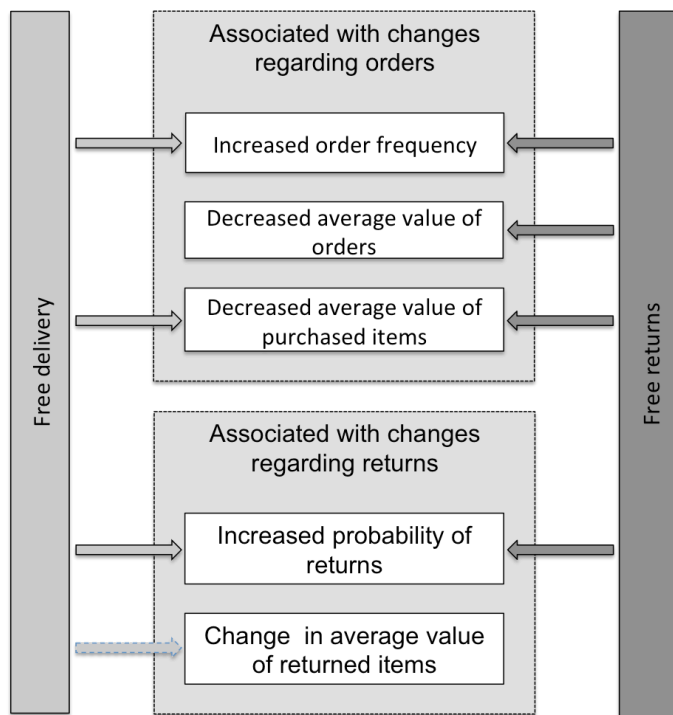 Associated with changes
regarding orders
Increased order frequency
Decreased average value of
orders
Decreased average value of
purchased items
Free delivery
Free returns
Associated with changes
regarding returns
Increased probability of
returns
Change in average value
of returned items